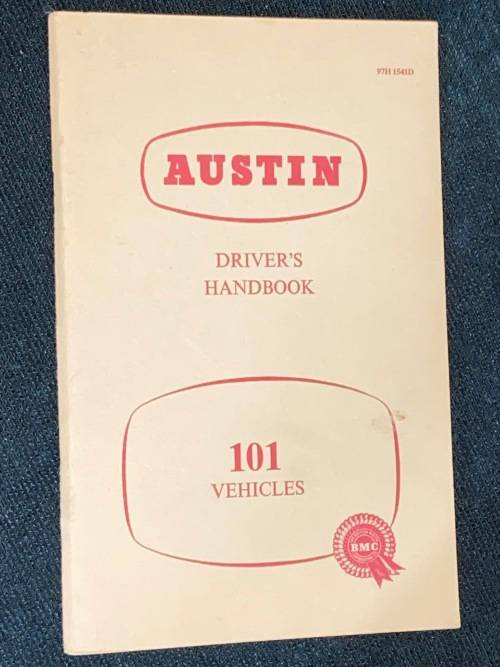 97H 1541D
AUSTIN
DRIVER'S
HANDBOOK
101
VEHICLES
BMC